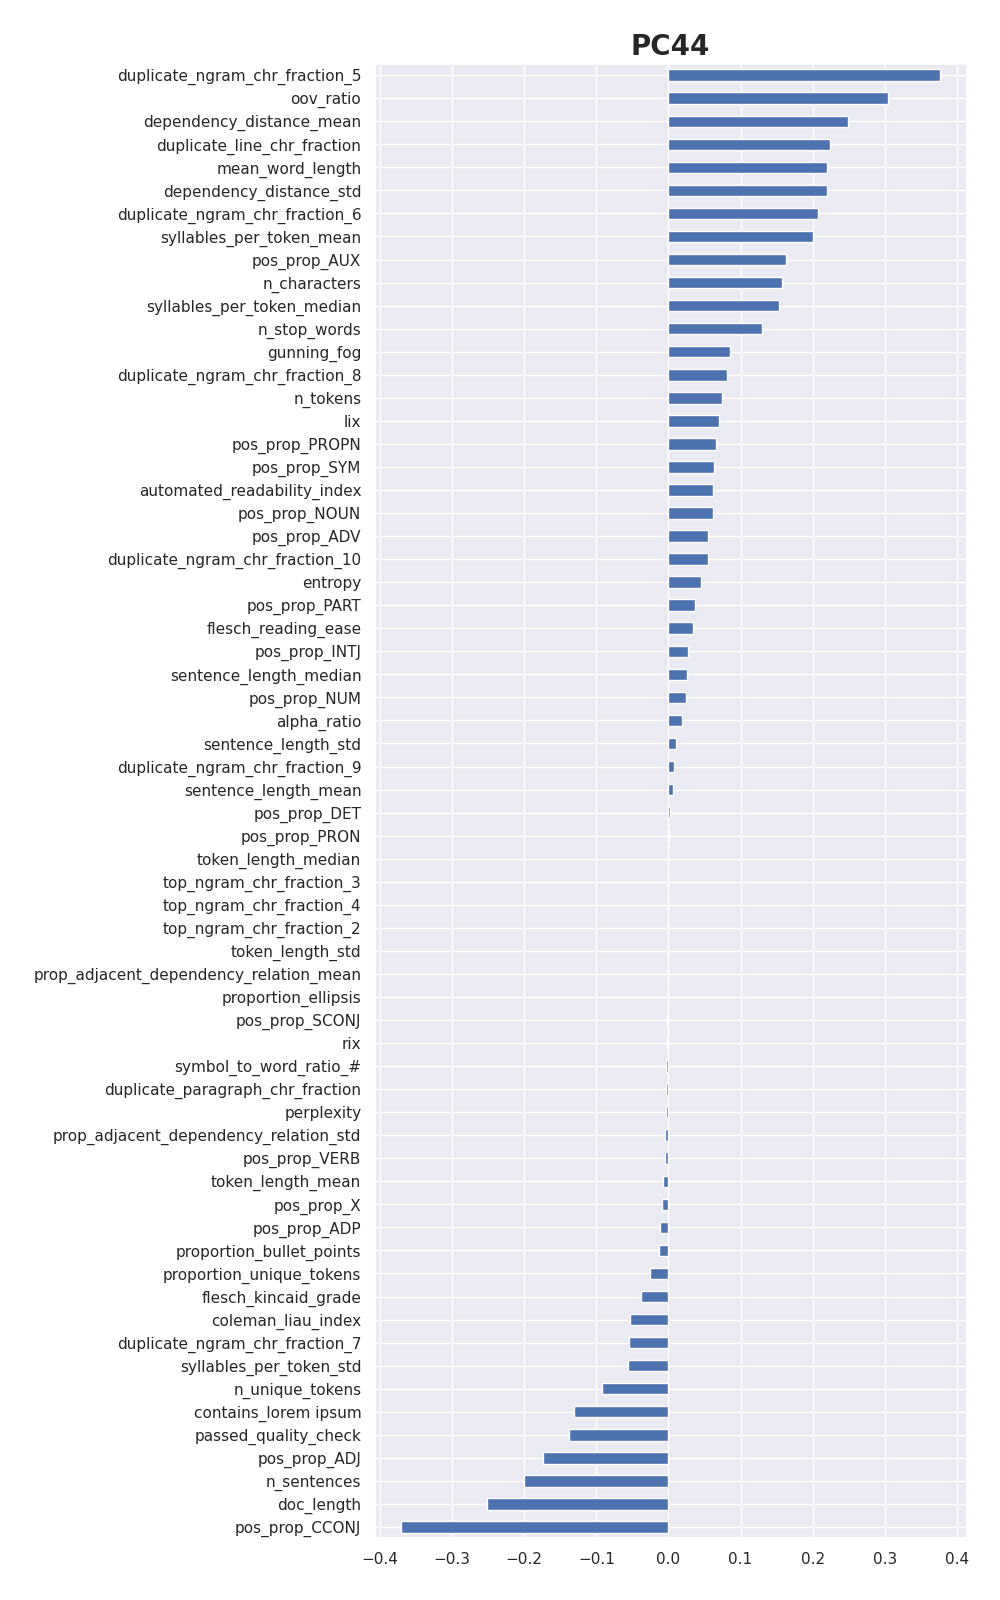 PC44
duplicate_ngram_chr_fraction_5
oov_ratio
dependency_distance_mean
duplicate_line_chr_fraction
mean_word_length
dependency_distance_std
duplicate_ngram_chr_fraction_6
syllables_per_token_mean
pos_prop_AUX
n_characters
syllables_per_token_median
n_stop_words
gunning_fog
duplicate_ngram_chr_fraction_8
n_tokens
lix
pos_prop_PROPN
pos_prop_SYM
automated_readability_index
pos_prop_NOUN
pos_prop_ADV
duplicate_ngram_chr_fraction_10
entropy
pos_prop_PART
flesch_reading_ease
pos_prop_INTJ
sentence_length_median
pos_prop_NUM
alpha_ratio
sentence_length_std
duplicate_ngram_chr_fraction_9
sentence_length_mean
pos_prop_DET
pos_prop_PRON
token_length_median
top_ngram_chr_fraction_3
top_ngram_chr_fraction_4
top_ngram_chr_fraction_2
token_length_std
prop_adjacent_dependency_relation_mean
proportion_ellipsis
pos_prop_SCONJ
rix
symbol_to_word_ratio_#
duplicate_paragraph_chr_fraction
perplexity
prop_adjacent_dependency_relation_std
pos_prop_VERB
token_length_mean
pos_prop_X
pos_prop_ADP
proportion_bullet_points
proportion_unique_tokens
flesch_kincaid_grade
coleman_liau_index
duplicate_ngram_chr_fraction_7
syllables_per_token_std
n_unique_tokens
contains_lorem ipsum
passed_quality_check
pos_prop_ADJ
n_sentences
doc_length
pos_prop_CCONJ
−0.4 −0.3 −0.2 −0.1 0.0 0.1 0.2 0.3 0.4